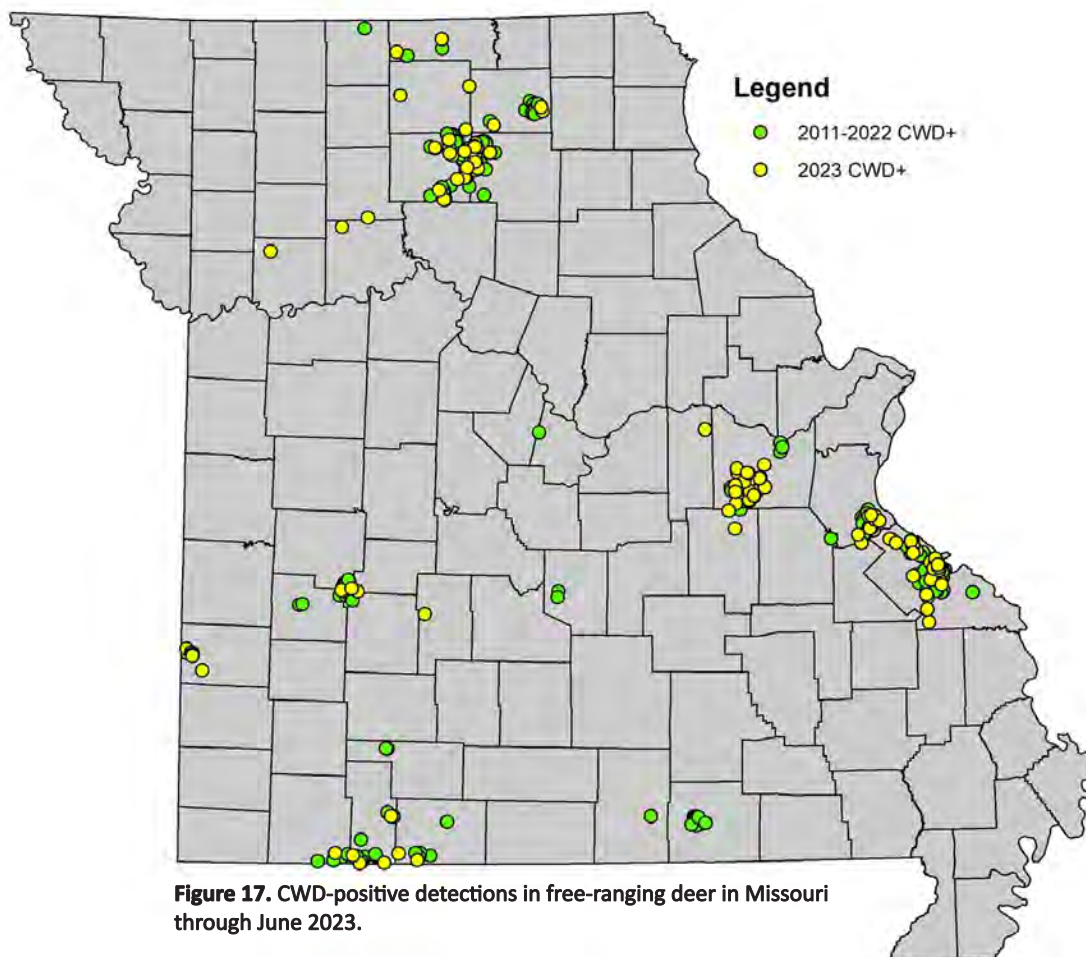 Legend
2011-2022 CWD+
2023 CWD+
Figure 17. CWD-positive detections in free-ranging deer in Missouri
through June 2023.